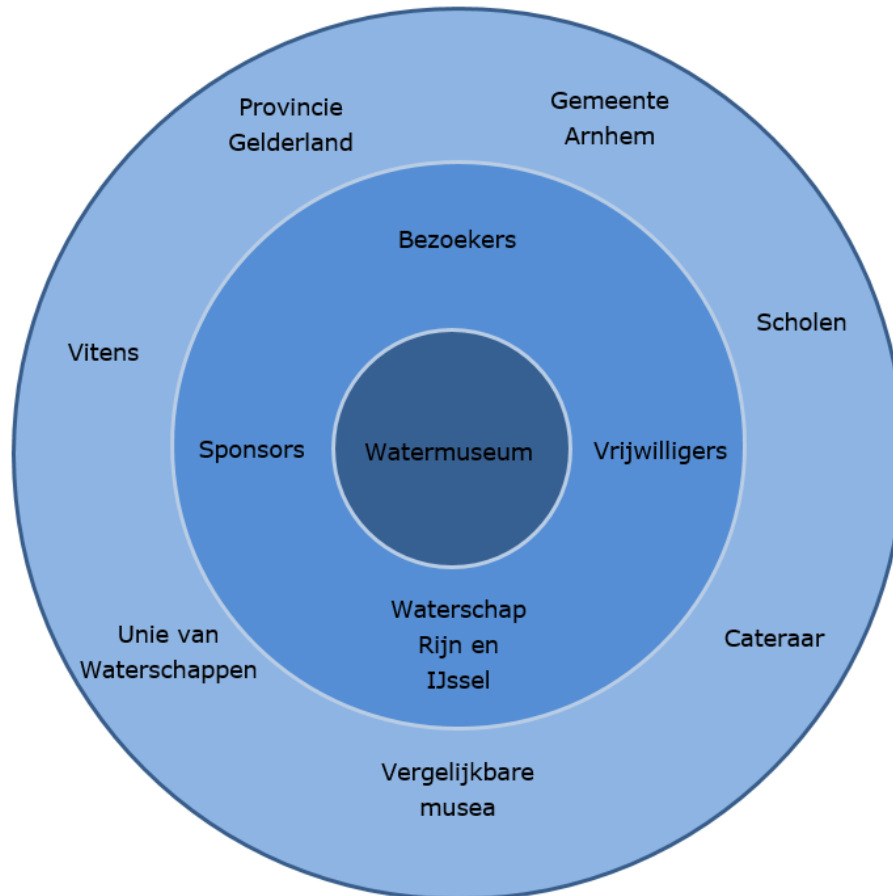 Provincie
Gelderland
Gemeente
Arnhem
Bezoekers
Scholen
Vitens
Sponsors
Watermuseum
Vrijwilligers
Waterschap
Rijn en
IJssel
Unie van
Waterschappen
Cateraar
Vergelijkbare
musea